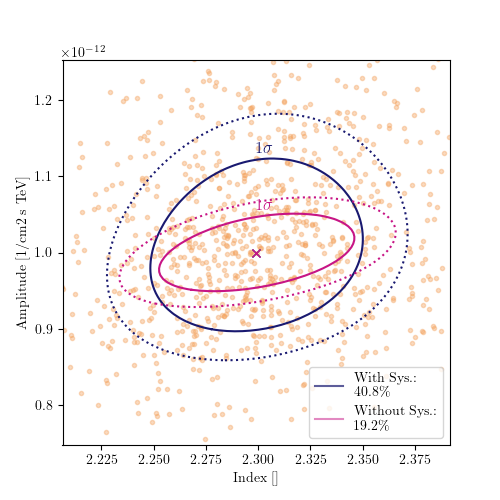 ×10⁻¹²
1.2
1.1
1.0
0.9
0.8
Amplitude [1/cm2 s TeV]
1σ
1σ
With Sys.:
40.8%
Without Sys.:
19.2%
2.225 2.250 2.275 2.300 2.325 2.350 2.375
Index []